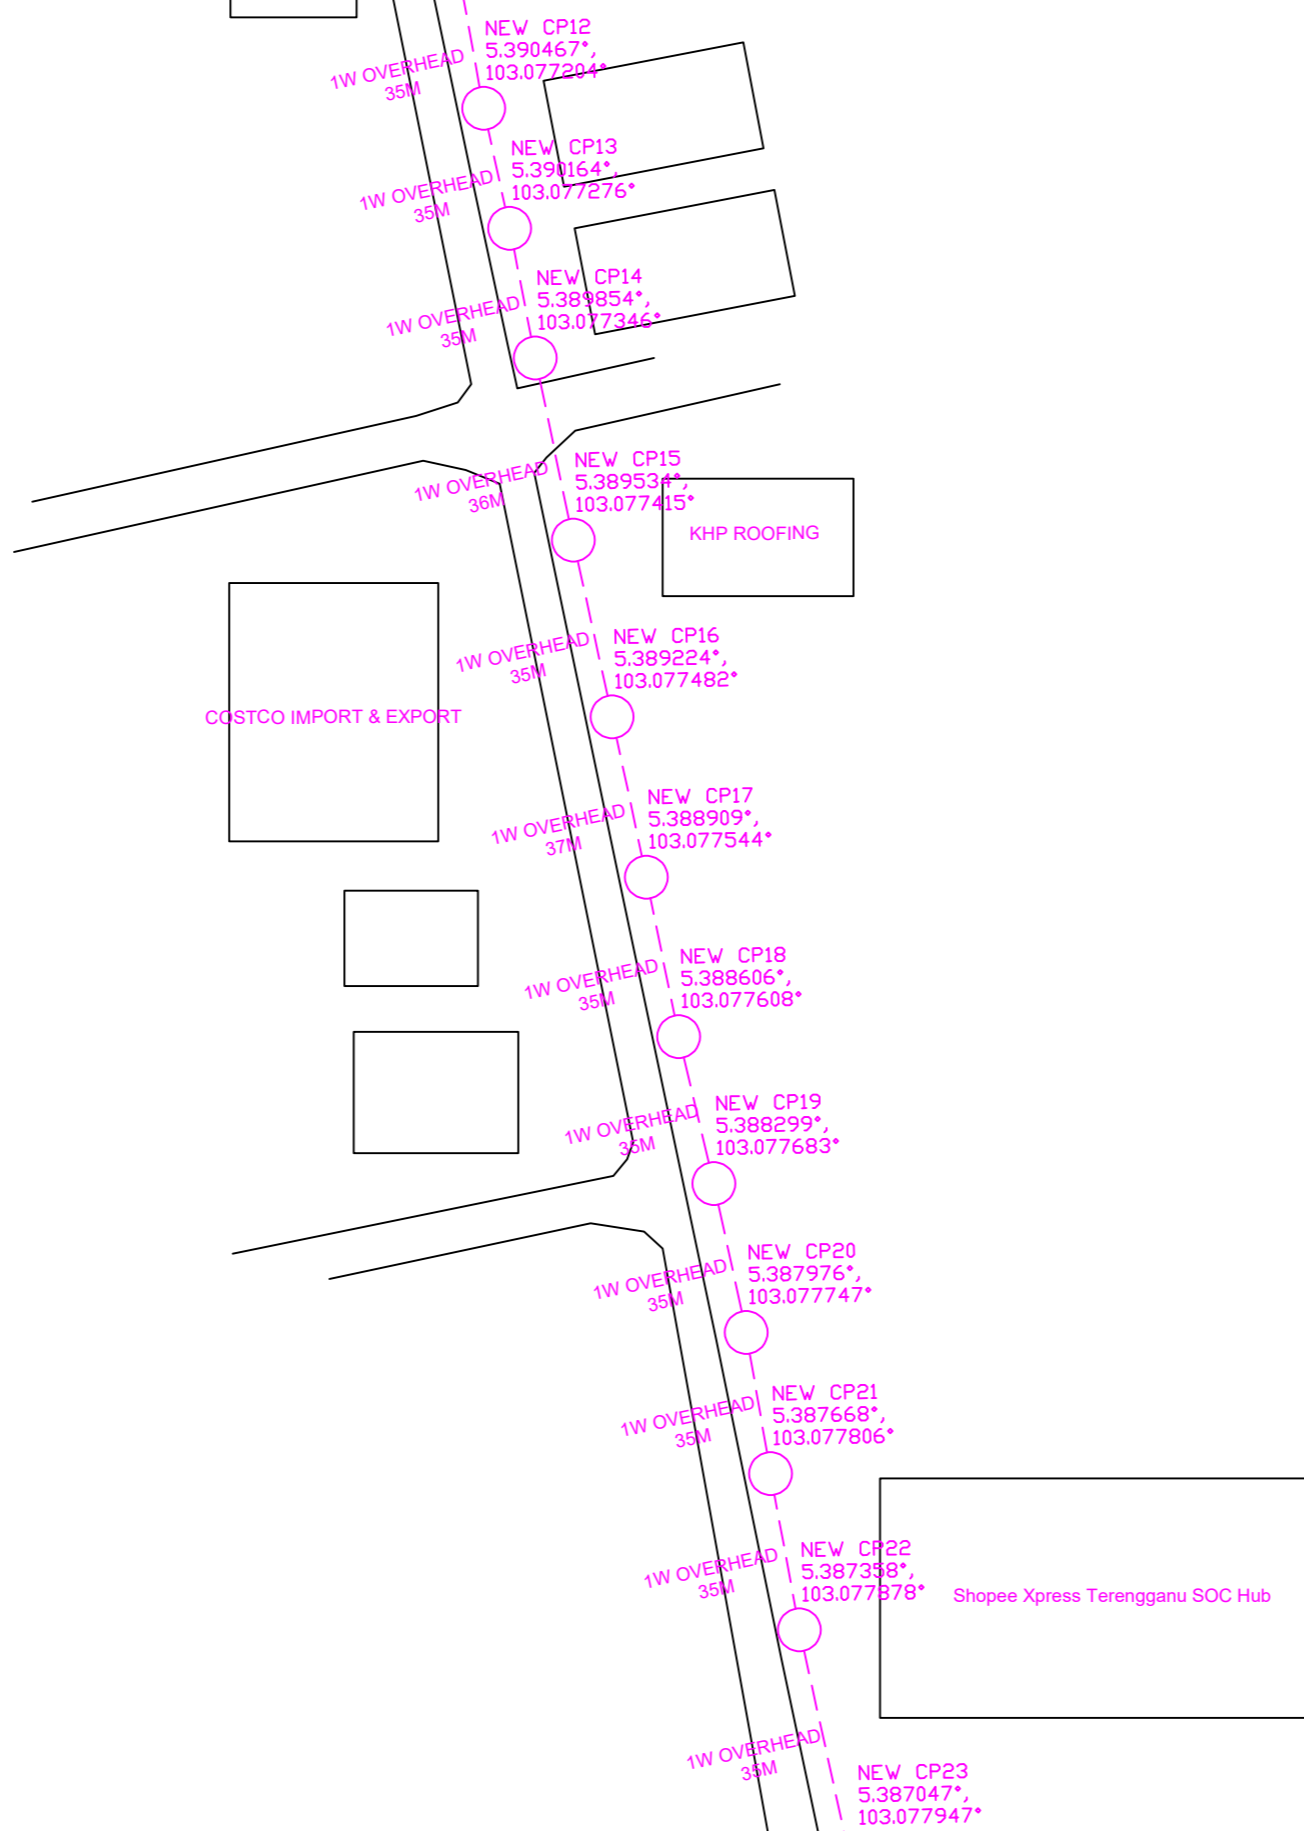 NEW CP12
5.390467°,
103.077204°
1W OVERHEAD
35M
NEW CP13
5.390164°,
103.077276°
1W OVERHEAD
35M
NEW CP14
5.389854°,
103.077346°
1W OVERHEAD
35M
NEW CP15
5.389534°,
103.077415°
1W OVERHEAD
36M
KHP ROOFING
NEW CP16
5.389224°,
103.077482°
1W OVERHEAD
35M
COSTCO IMPORT & EXPORT
NEW CP17
5.388909°,
103.077544°
1W OVERHEAD
37M
NEW CP18
5.388606°,
103.077608°
1W OVERHEAD
35M
NEW CP19
5.388299°,
103.077683°
1W OVERHEAD
35M
NEW CP20
5.387976°,
103.077747°
1W OVERHEAD
35M
NEW CP21
5.387668°,
103.077806°
1W OVERHEAD
35M
NEW CP22
5.387358°,
103.077878°
1W OVERHEAD
35M
Shopee Xpress Terengganu SOC Hub
1W OVERHEAD
35M
NEW CP23
5.387047°,
103.077947°